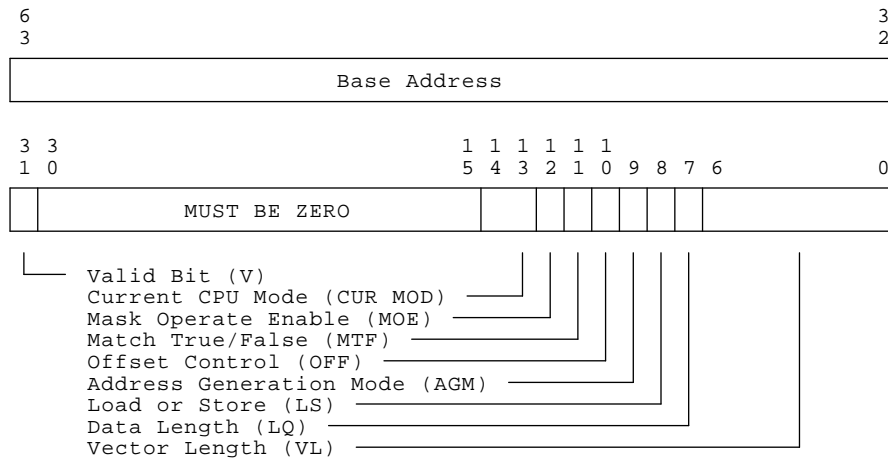 6 3
3 2
Base Address
3 3 1 1 1 1 1 1
1 0 5 4 3 2 1 0 9 8 7 6 0
MUST BE ZERO
Valid Bit (V)
Current CPU Mode (CUR MOD)
Mask Operate Enable (MOE)
Match True/False (MTF)
Offset Control (OFF)
Address Generation Mode (AGM)
Load or Store (LS)
Data Length (LQ)
Vector Length (VL)